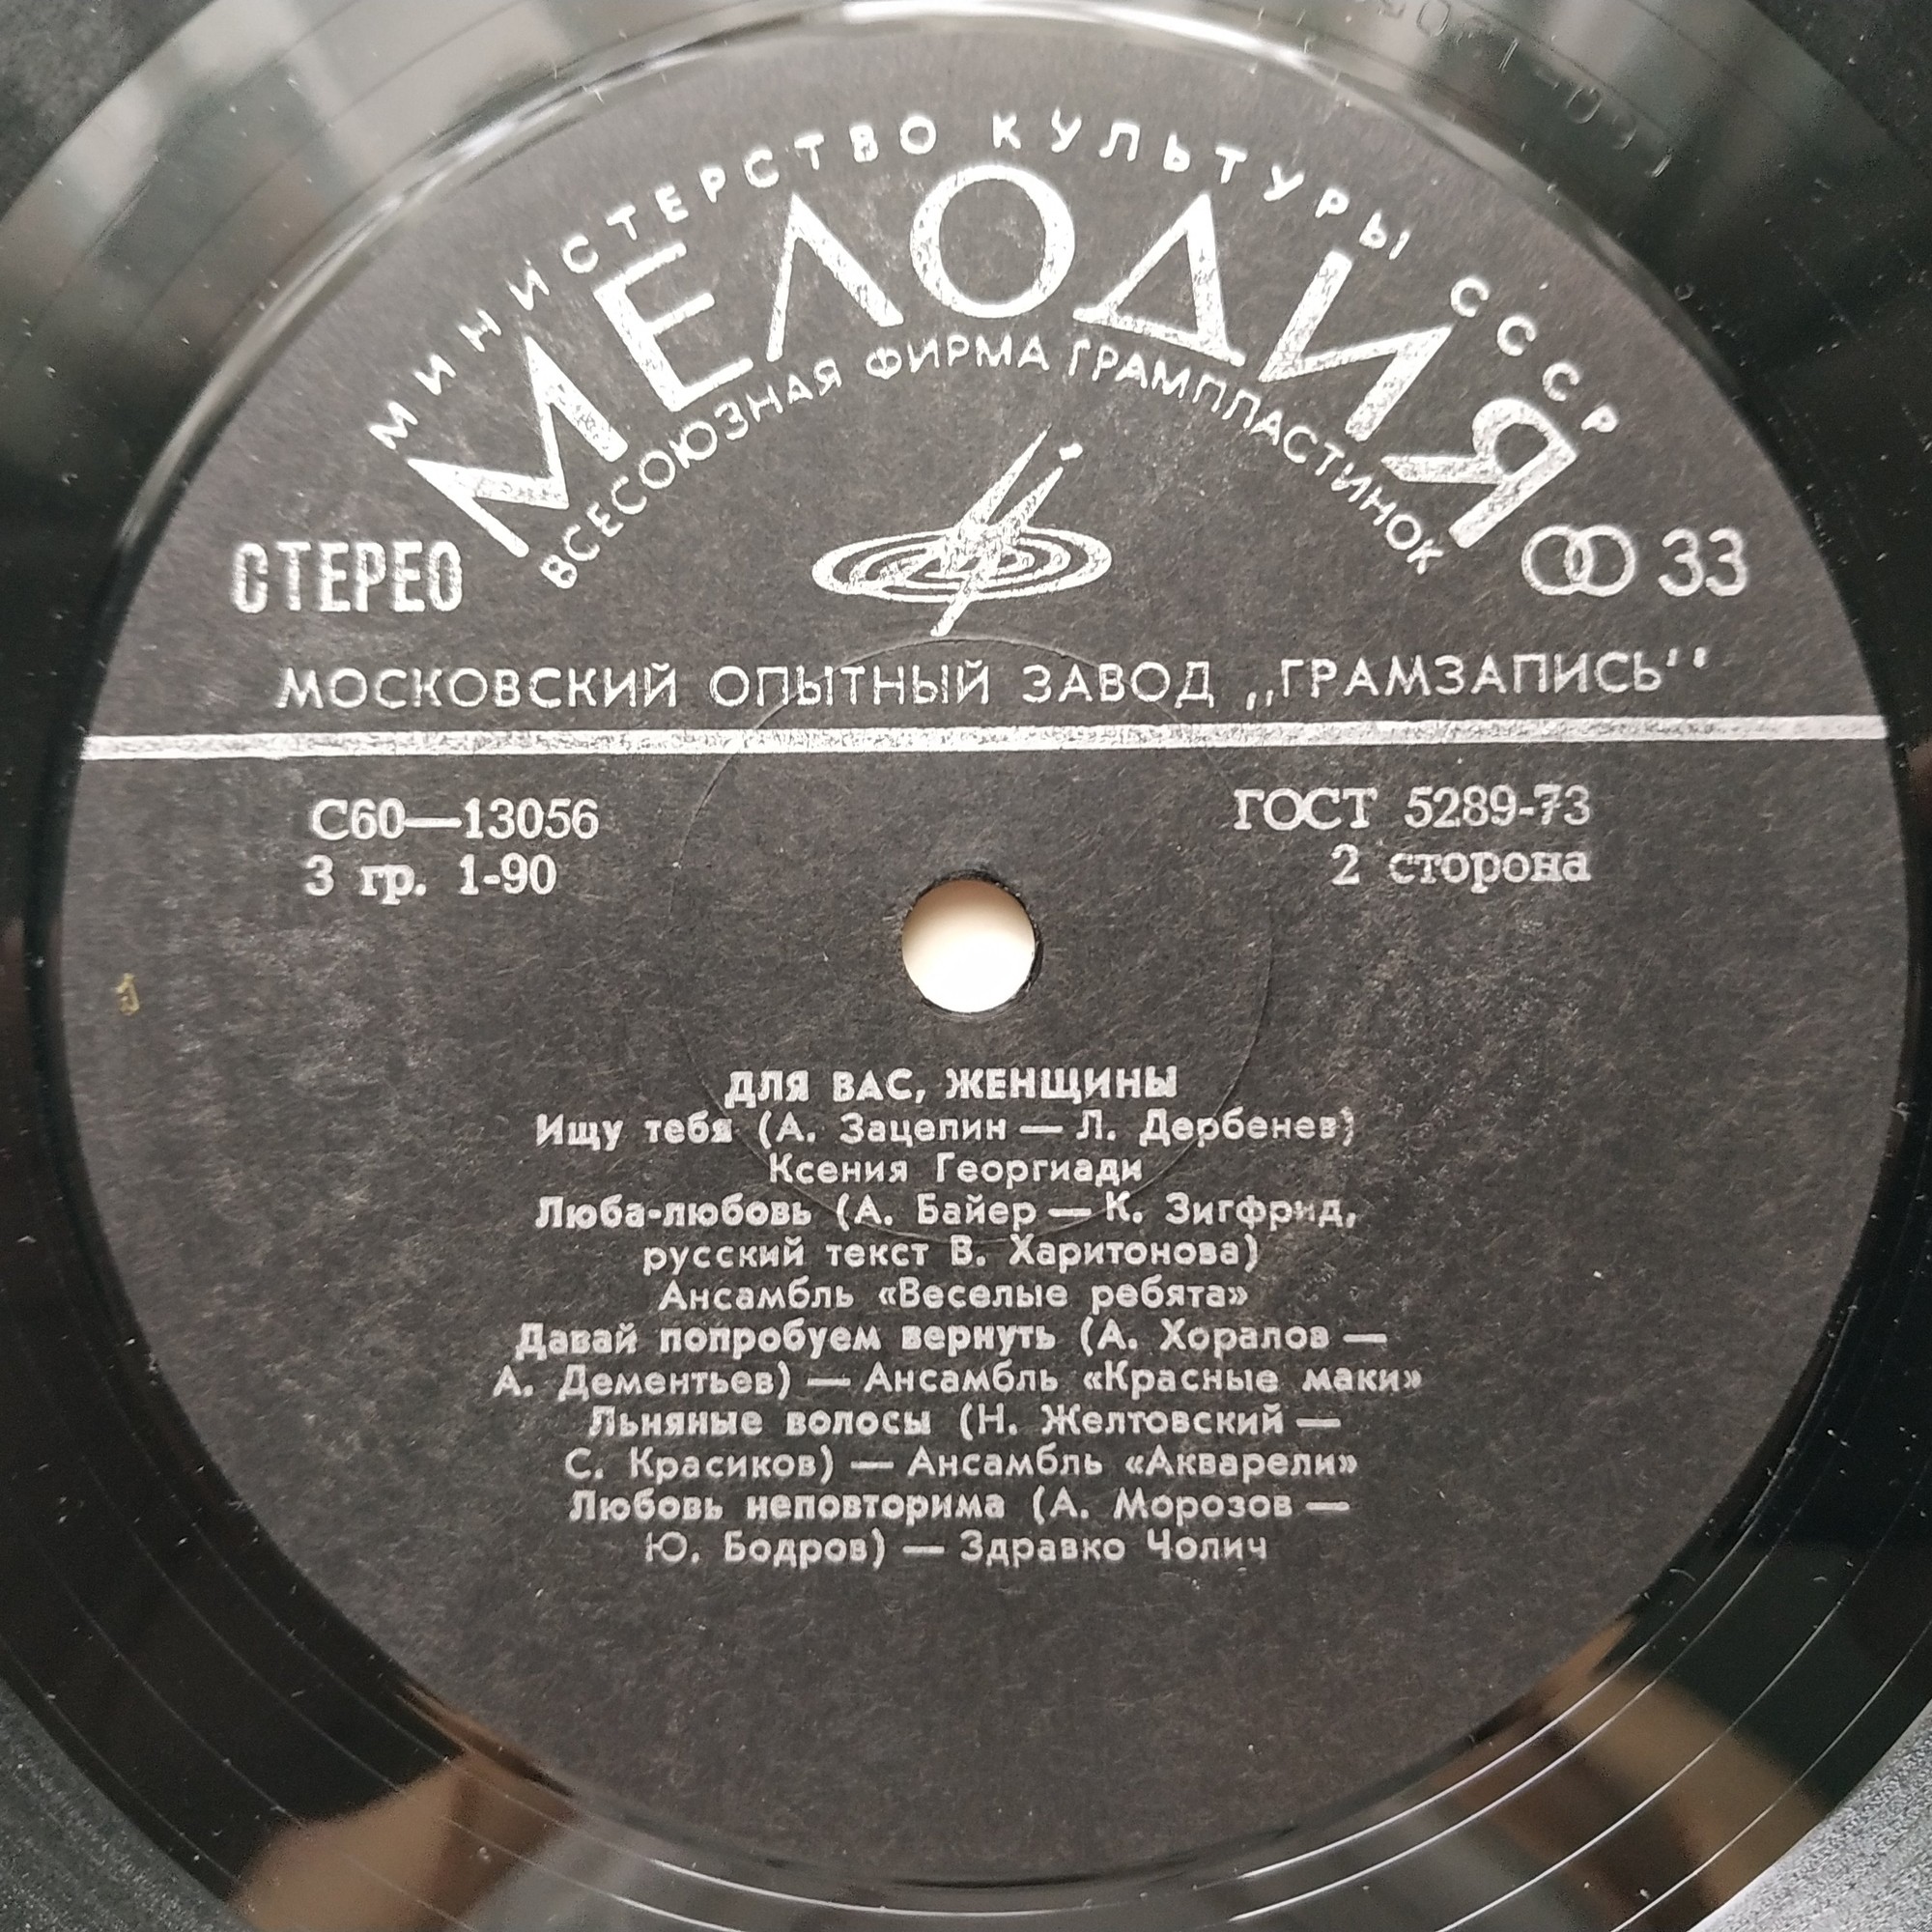 МИНИСТЕРСТВО КУЛЬТУРЫ СССР
МЕЛОДИЯ
ВСЕСОЮЗНАЯ ФИРМА ГРАМПЛАСТИНОК
СТЕРЕО
33
МОСКОВСКИЙ ОПЫТНЫЙ ЗАВОД „ГРАМЗАПИСЬ‘‘
С60—13056
ГОСТ 5289-73
3 гр. 1-90
2 сторона
ДЛЯ ВАС, ЖЕНЩИНЫ
Ищу тебя (А. Зацепин — Л. Дербенев)
Ксения Георгиади
Люба-любовь (А. Байер — К. Зигфрид,
русский текст В. Харитонова)
Ансамбль «Веселые ребята»
Давай попробуем вернуть (А. Хоралов —
А. Дементьев) — Ансамбль «Красные маки»
Льняные волосы (Н. Желтовский —
С. Красиков) — Ансамбль «Акварели»
Любовь неповторима (А. Морозов —
Ю. Бодров) — Здравко Чолич